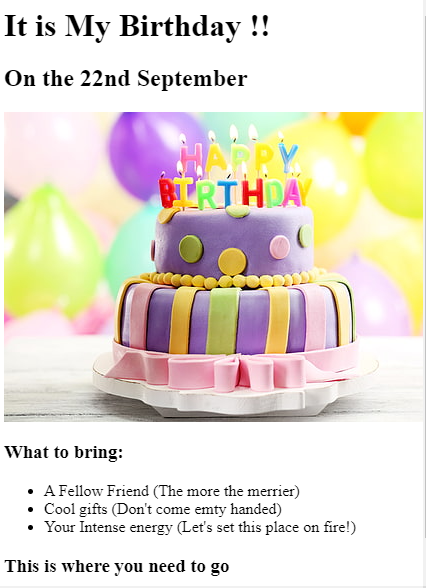 It is My Birthday !!
On the 22nd September
HAPPY
BIRTHDAY
What to bring:
A Fellow Friend (The more the merrier)
Cool gifts (Don't come emty handed)
Your Intense energy (Let's set this place on fire!)
This is where you need to go